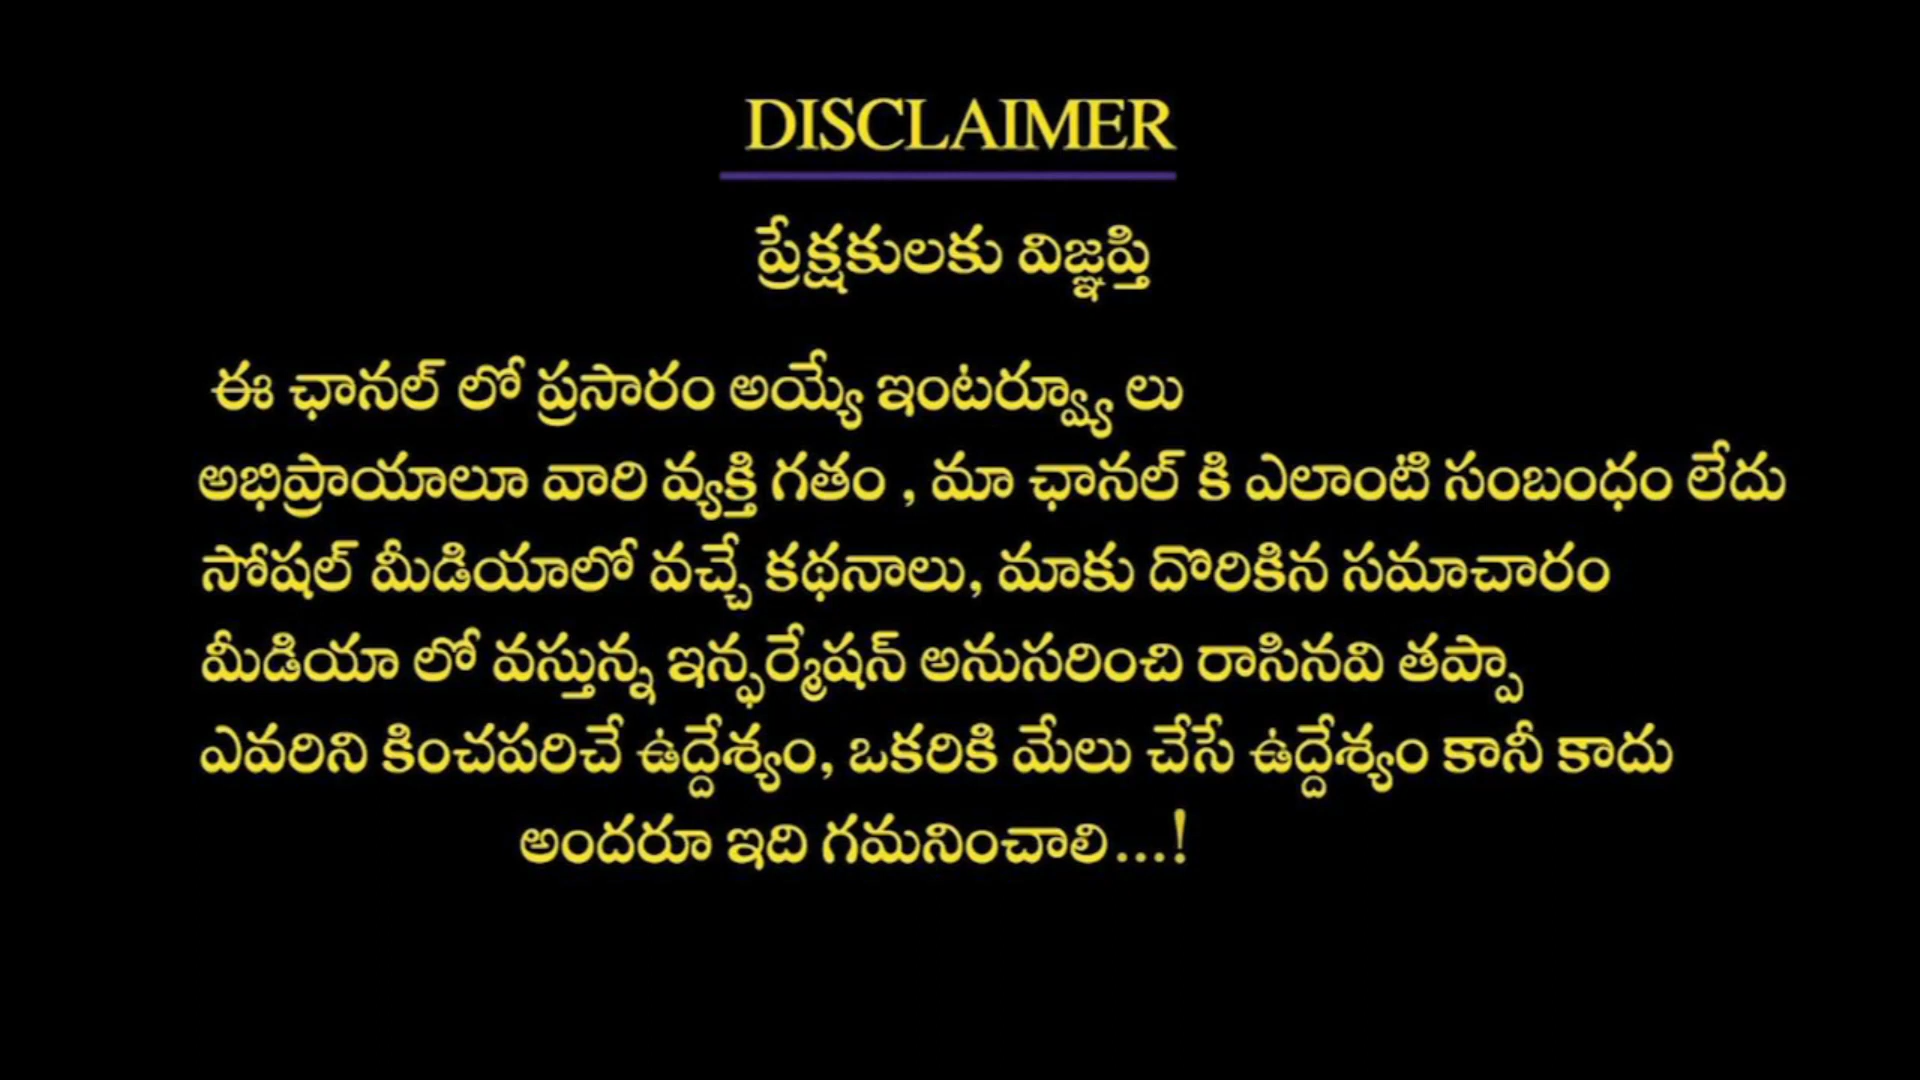 DISCLAIMER
ప్రేక్షకులకు విజ్ఞప్తి
ఈ ఛానల్ లో ప్రసారం అయ్యే ఇంటర్వ్యూ లు
అభిప్రాయాలూ వారి వ్యక్తి గతం , మా ఛానల్ కి ఎలాంటి సంబంధం లేదు
సోషల్ మీడియాలో వచ్చే కథనాలు, మాకు దొరికిన సమాచారం
మీడియా లో వస్తున్న ఇన్ఫర్మేషన్ అనుసరించి రాసినవి తప్పా
ఎవరిని కించపరిచే ఉద్దేశ్యం, ఒకరికి మేలు చేసే ఉద్దేశ్యం కానీ కాదు
అందరూ ఇది గమనించాలి...!